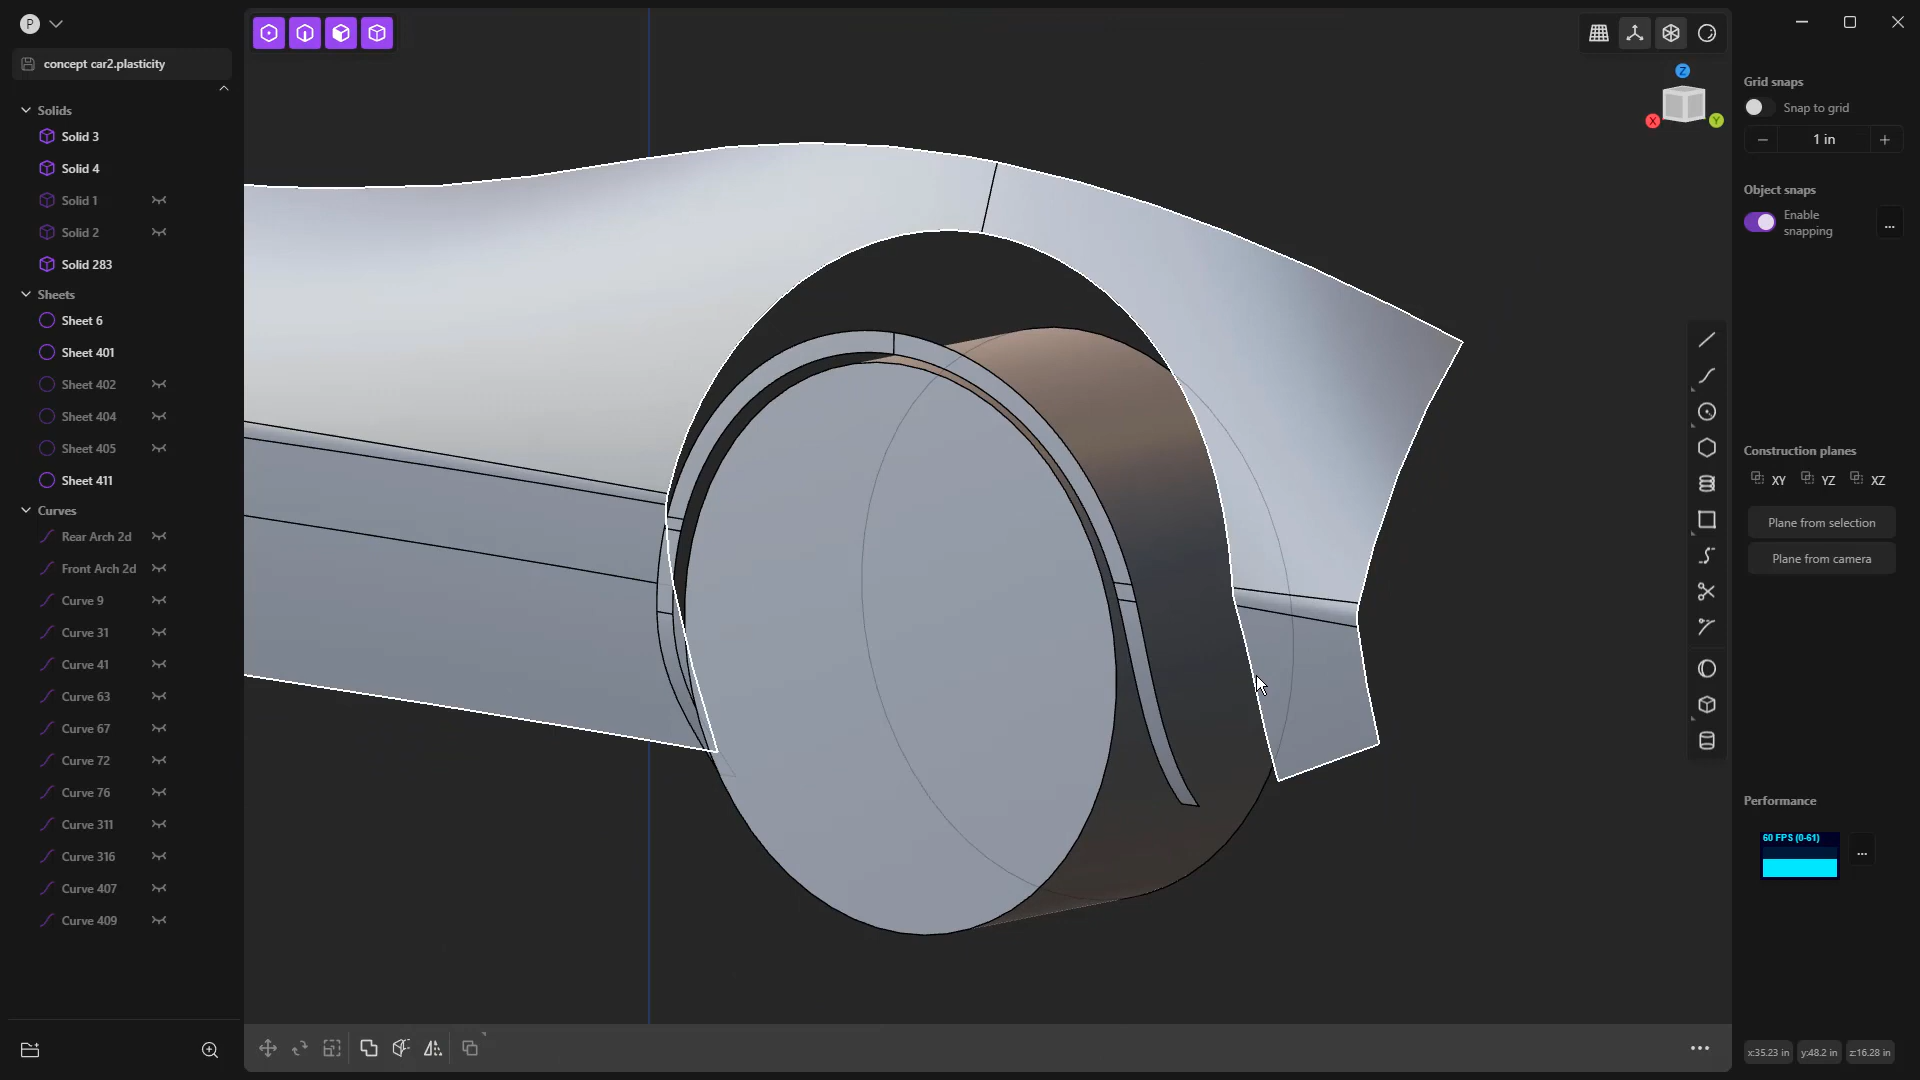 P
concept car2.plasticity
Solids
Solid 3
Solid 4
Solid 1
Solid 2
Solid 283
Sheets
Sheet 6
Sheet 401
Sheet 402
Sheet 404
Sheet 405
Sheet 411
Curves
Rear Arch 2d
Front Arch 2d
Curve 9
Curve 31
Curve 41
Curve 63
Curve 67
Curve 72
Curve 76
Curve 311
Curve 316
Curve 407
Curve 409
Z
X
Y
Grid snaps
Snap to grid
1 in
Object snaps
Enable
snapping
...
Construction planes
XY YZ XZ
Plane from selection
Plane from camera
Performance
60 FPS (0-61)
...
x:35.23 in y:48.2 in z:16.28 in